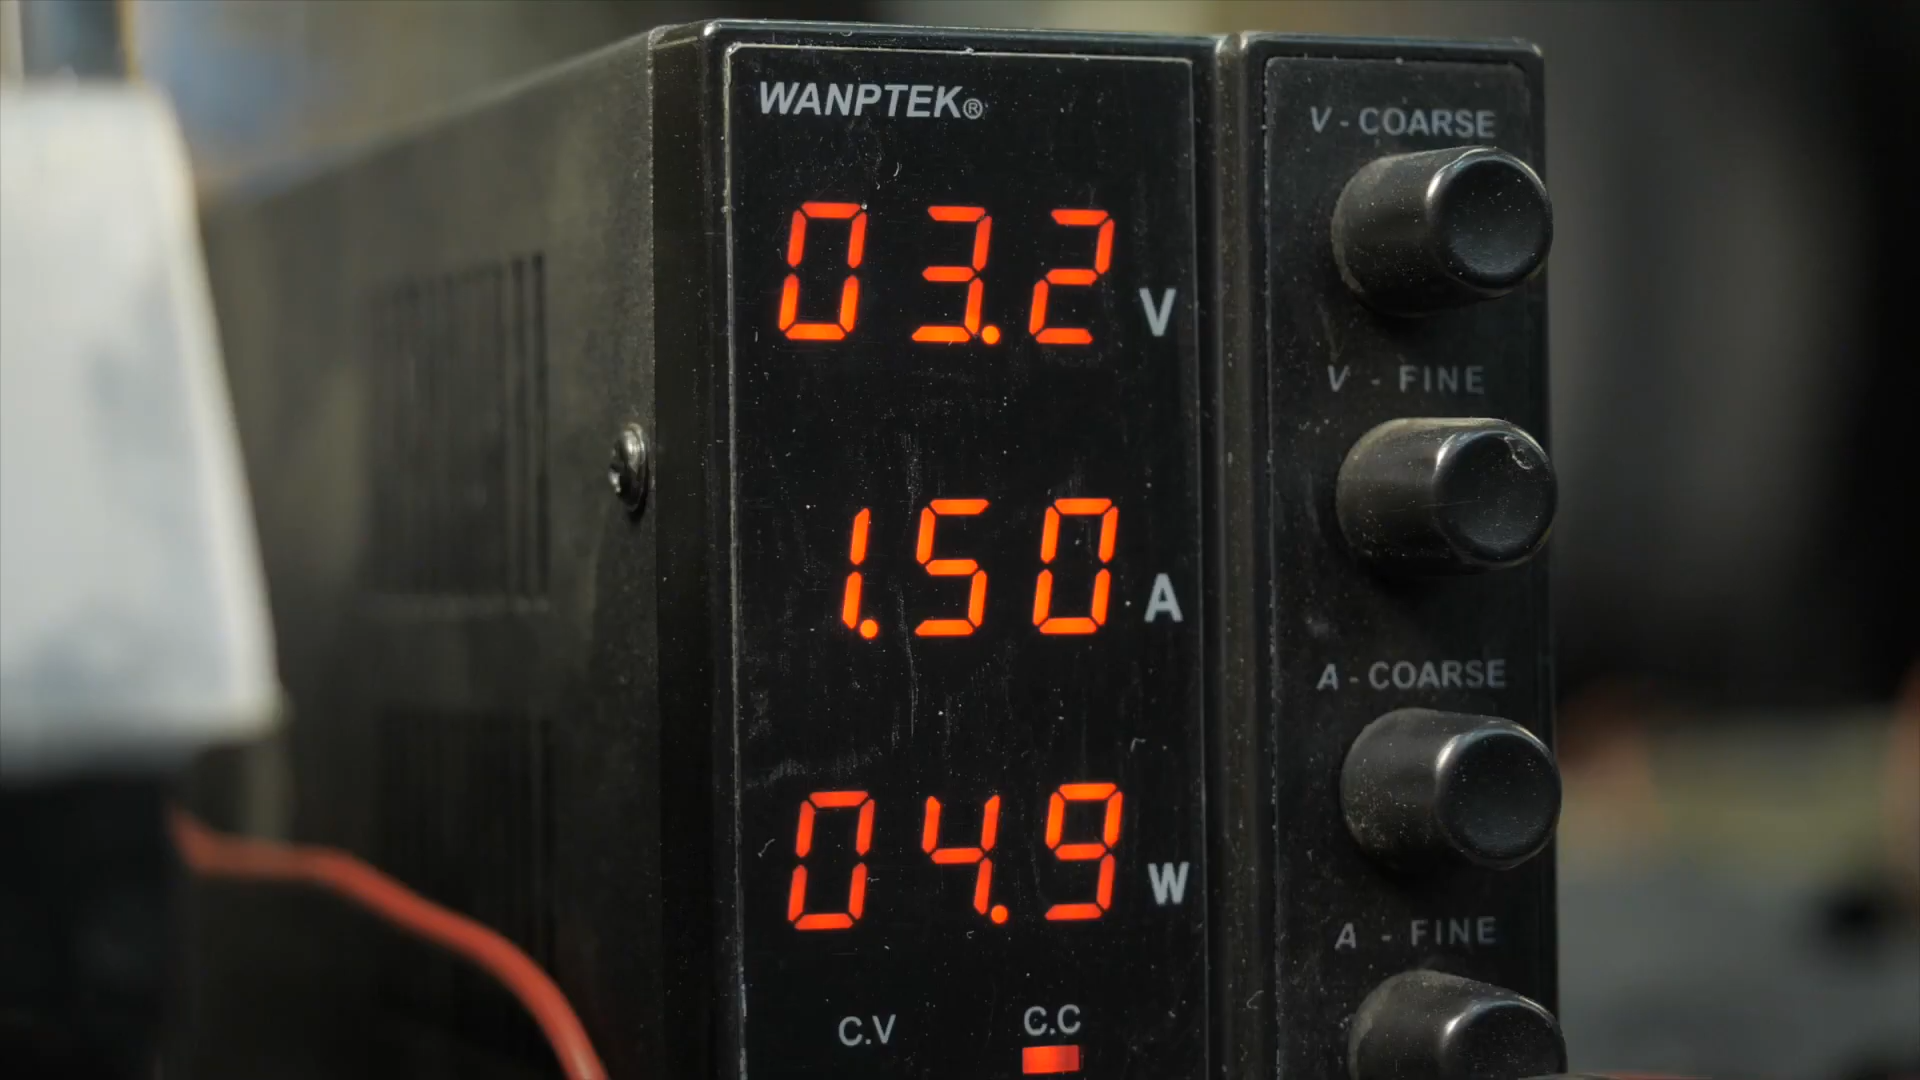 WANPTEK®
03.2 V
1.50 A
04.9 W
C.V C.C
V - COARSE
V - FINE
A - COARSE
A - FINE